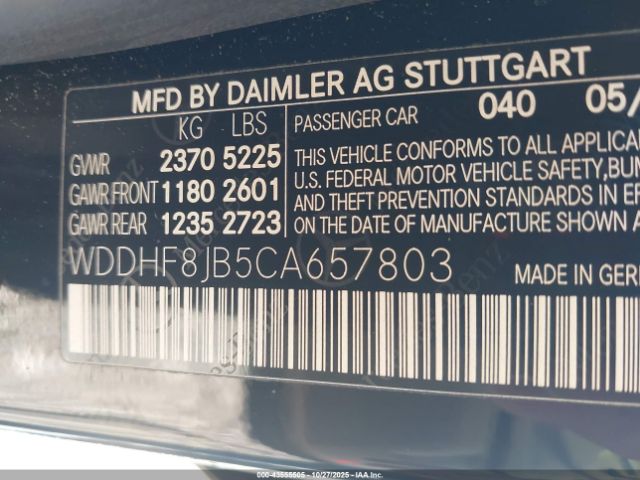 MFD BY DAIMLER AG STUTTGART
KG LBS
GVWR 2370 5225
GAWR FRONT 1180 2601
GAWR REAR 1235 2723
PASSENGER CAR 040 05/
THIS VEHICLE CONFORMS TO ALL APPLICA
U.S. FEDERAL MOTOR VEHICLE SAFETY, BUM
AND THEFT PREVENTION STANDARDS IN E
ON THE DATE OF MANUFACTURE SHOWN A
WDDHF8JB5CA657803
MADE IN GER
000-43555505 - 10/27/2025 - IAA, Inc.